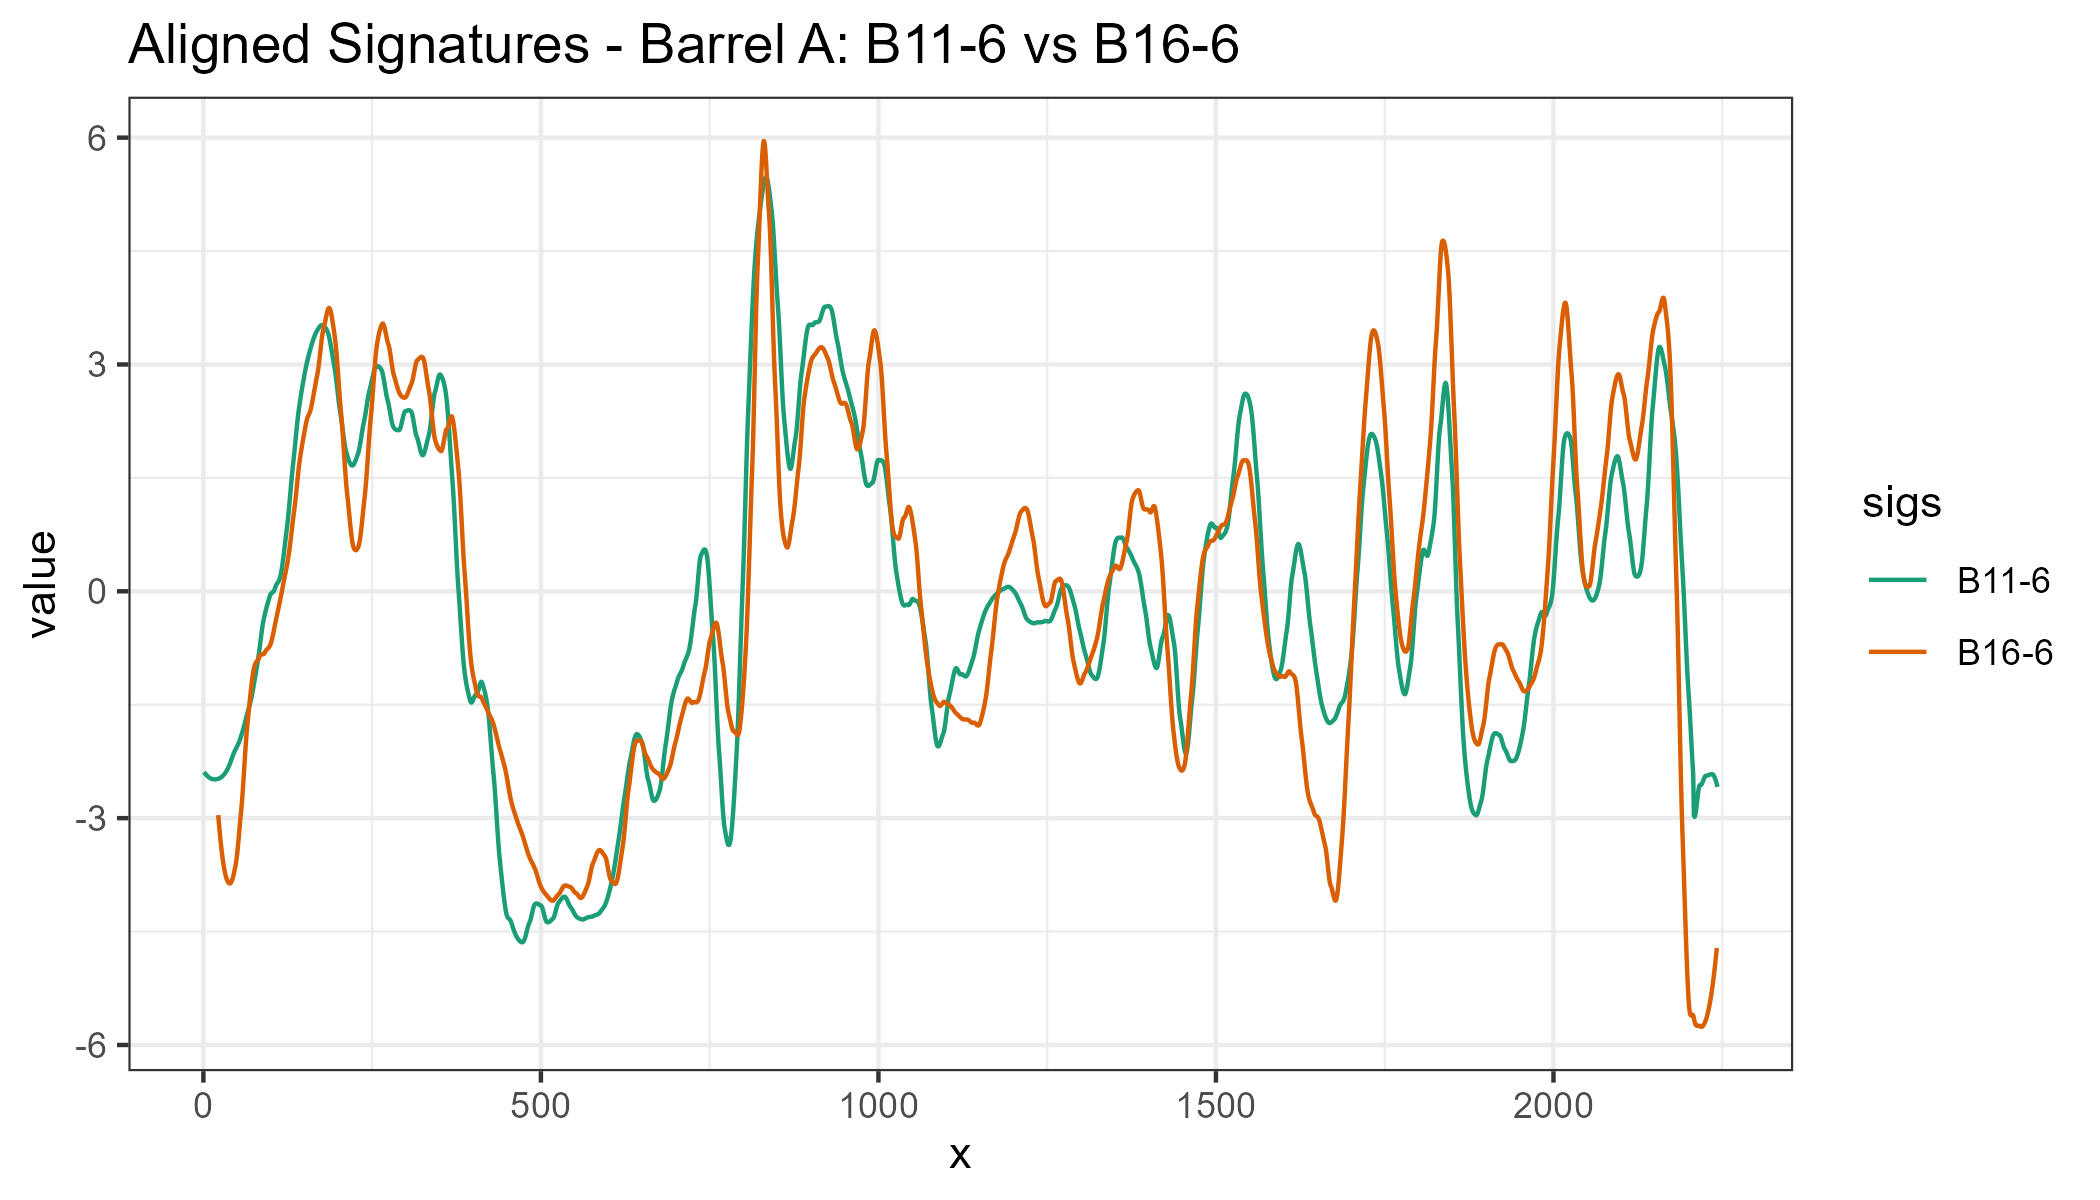 Aligned Signatures - Barrel A: B11-6 vs B16-6
6
3
0
-3
-6
value
0 500 1000 1500 2000
x
sigs
B11-6
B16-6